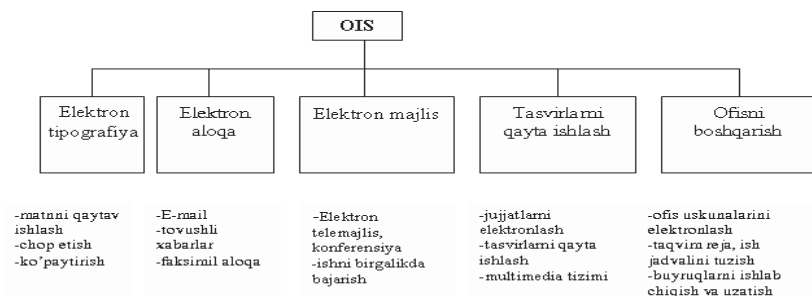 OIS
Elektron
tipografiya
Elektron
aloqa
Elektron majlis
Tasvirlarni
qayta ishlash
Ofisni
boshqarish
-matnni qaytav
ishlash
-chop etish
-ko'paytirish
-E-mail
-tovushli
xabarlar
-faksimil aloqa
-Elektron
telemajlis,
konferensiya
-ishni birgalikda
bajarish
-jujjatlarni
elektronlash
-tasvirlarni qayta
ishlash
-multimedia tizimi
-ofis uskunalarini
elektronlash
-taqvim reja, ish
jadvalini tuzish
-buyruqlarni ishlab
chiqish va uzatish